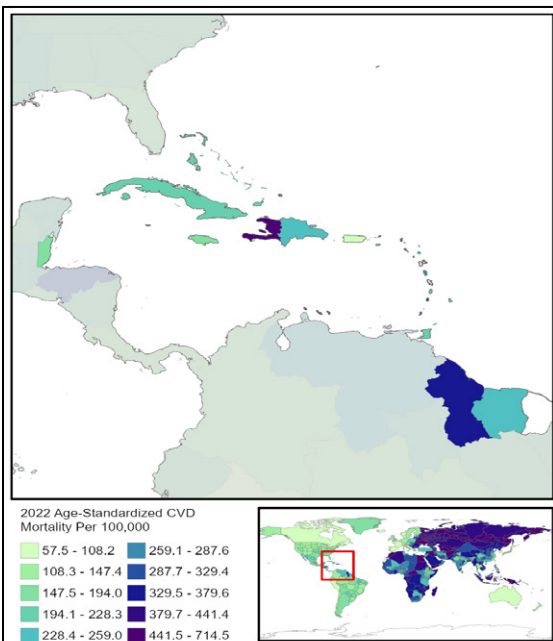 2022 Age-Standardized CVD
Mortality Per 100,000
57.5 - 108.2
108.3 - 147.4
147.5 - 194.0
194.1 - 228.3
228.4 - 259.0
259.1 - 287.6
287.7 - 329.4
329.5 - 379.6
379.7 - 441.4
441.5 - 714.5